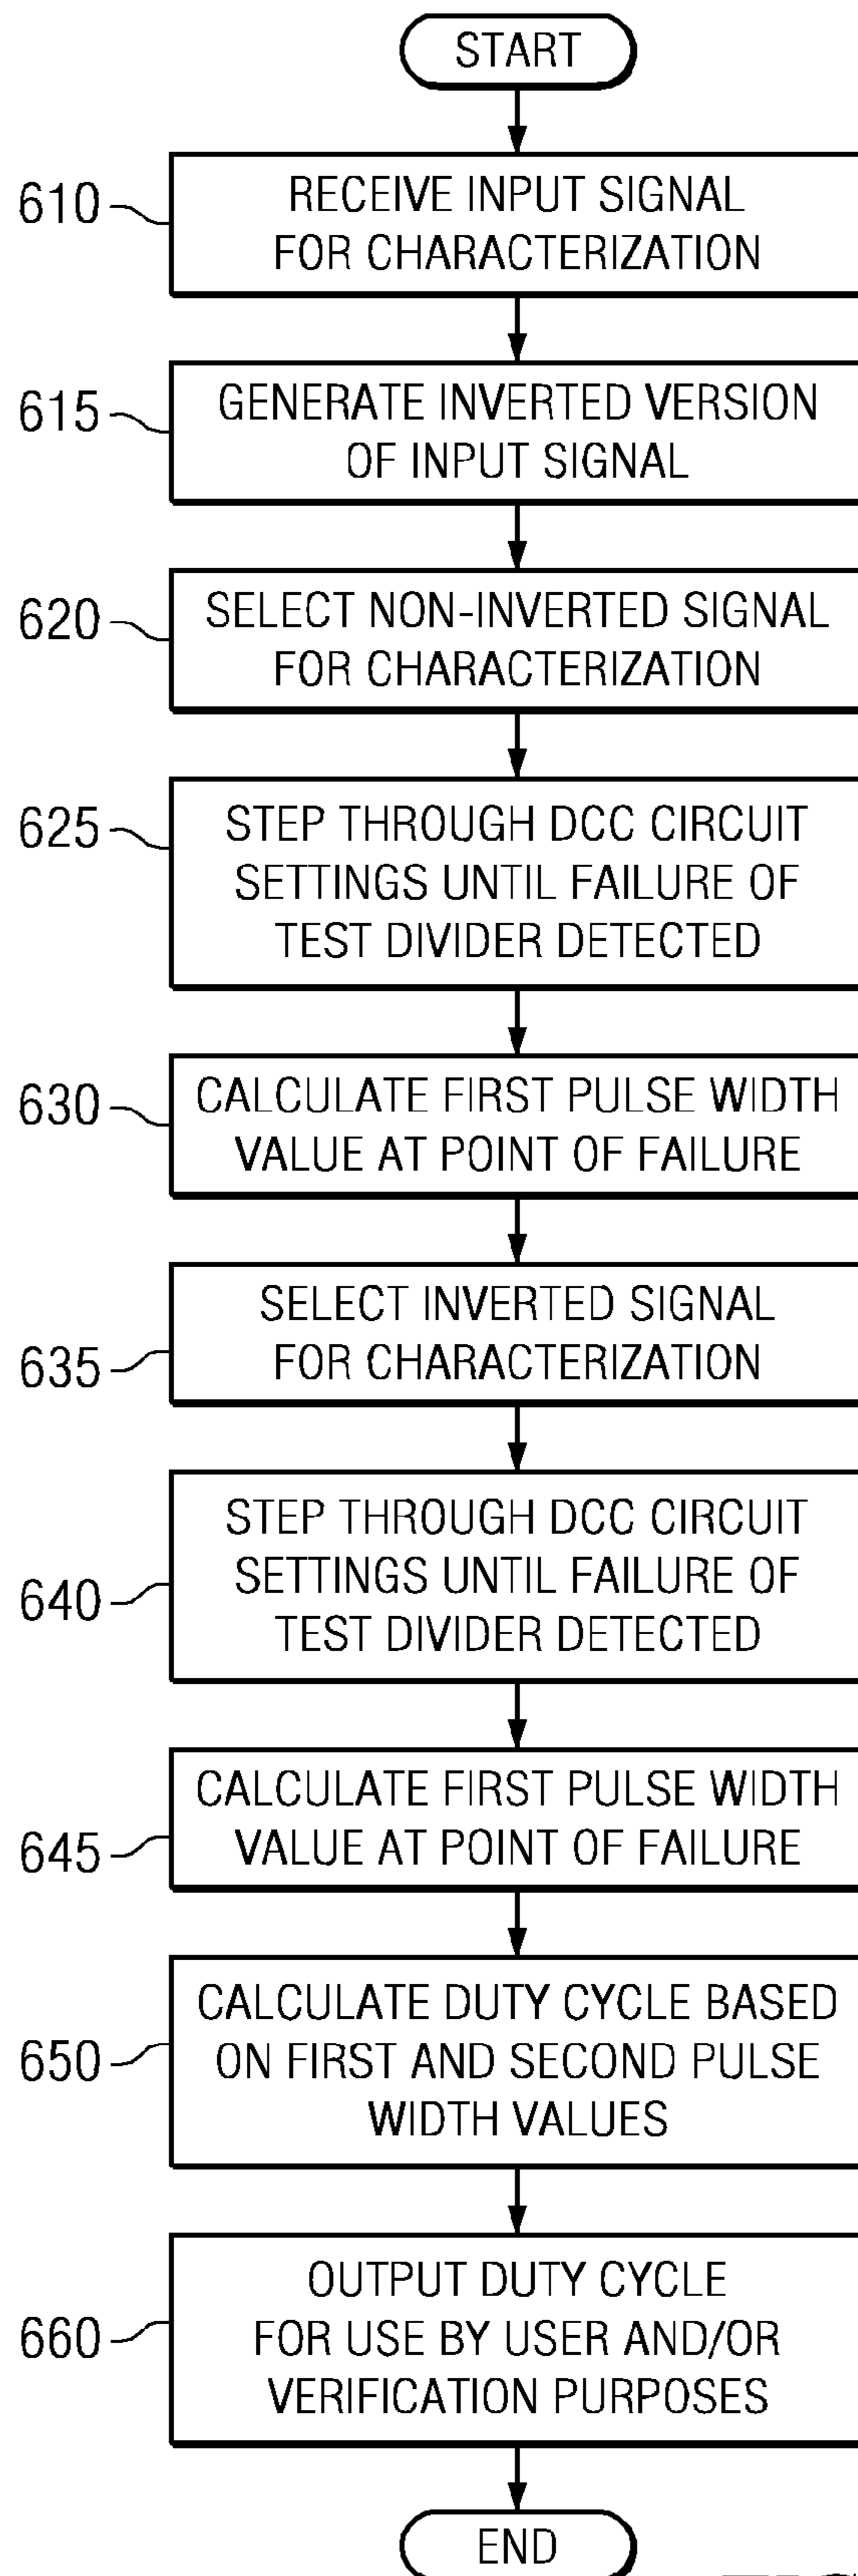 START
610
RECEIVE INPUT SIGNAL
FOR CHARACTERIZATION
615
GENERATE INVERTED VERSION
OF INPUT SIGNAL
620
SELECT NON-INVERTED SIGNAL
FOR CHARACTERIZATION
625
STEP THROUGH DCC CIRCUIT
SETTINGS UNTIL FAILURE OF
TEST DIVIDER DETECTED
630
CALCULATE FIRST PULSE WIDTH
VALUE AT POINT OF FAILURE
635
SELECT INVERTED SIGNAL
FOR CHARACTERIZATION
640
STEP THROUGH DCC CIRCUIT
SETTINGS UNTIL FAILURE OF
TEST DIVIDER DETECTED
645
CALCULATE FIRST PULSE WIDTH
VALUE AT POINT OF FAILURE
650
CALCULATE DUTY CYCLE BASED
ON FIRST AND SECOND PULSE
WIDTH VALUES
660
OUTPUT DUTY CYCLE
FOR USE BY USER AND/OR
VERIFICATION PURPOSES
END